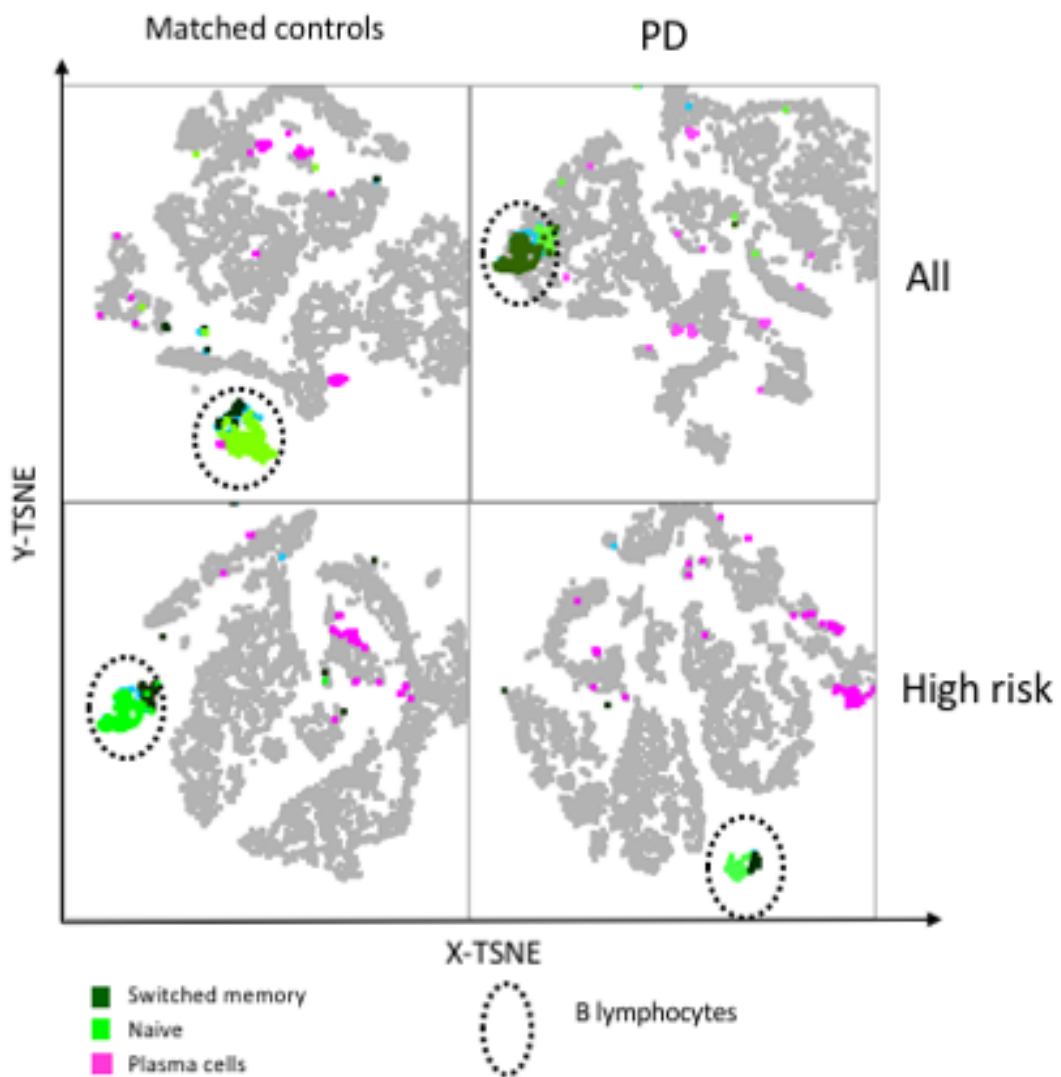 Matched controls
PD
All
Y-TSNE
High risk
X-TSNE
Switched memory
Naive
Plasma cells
B lymphocytes